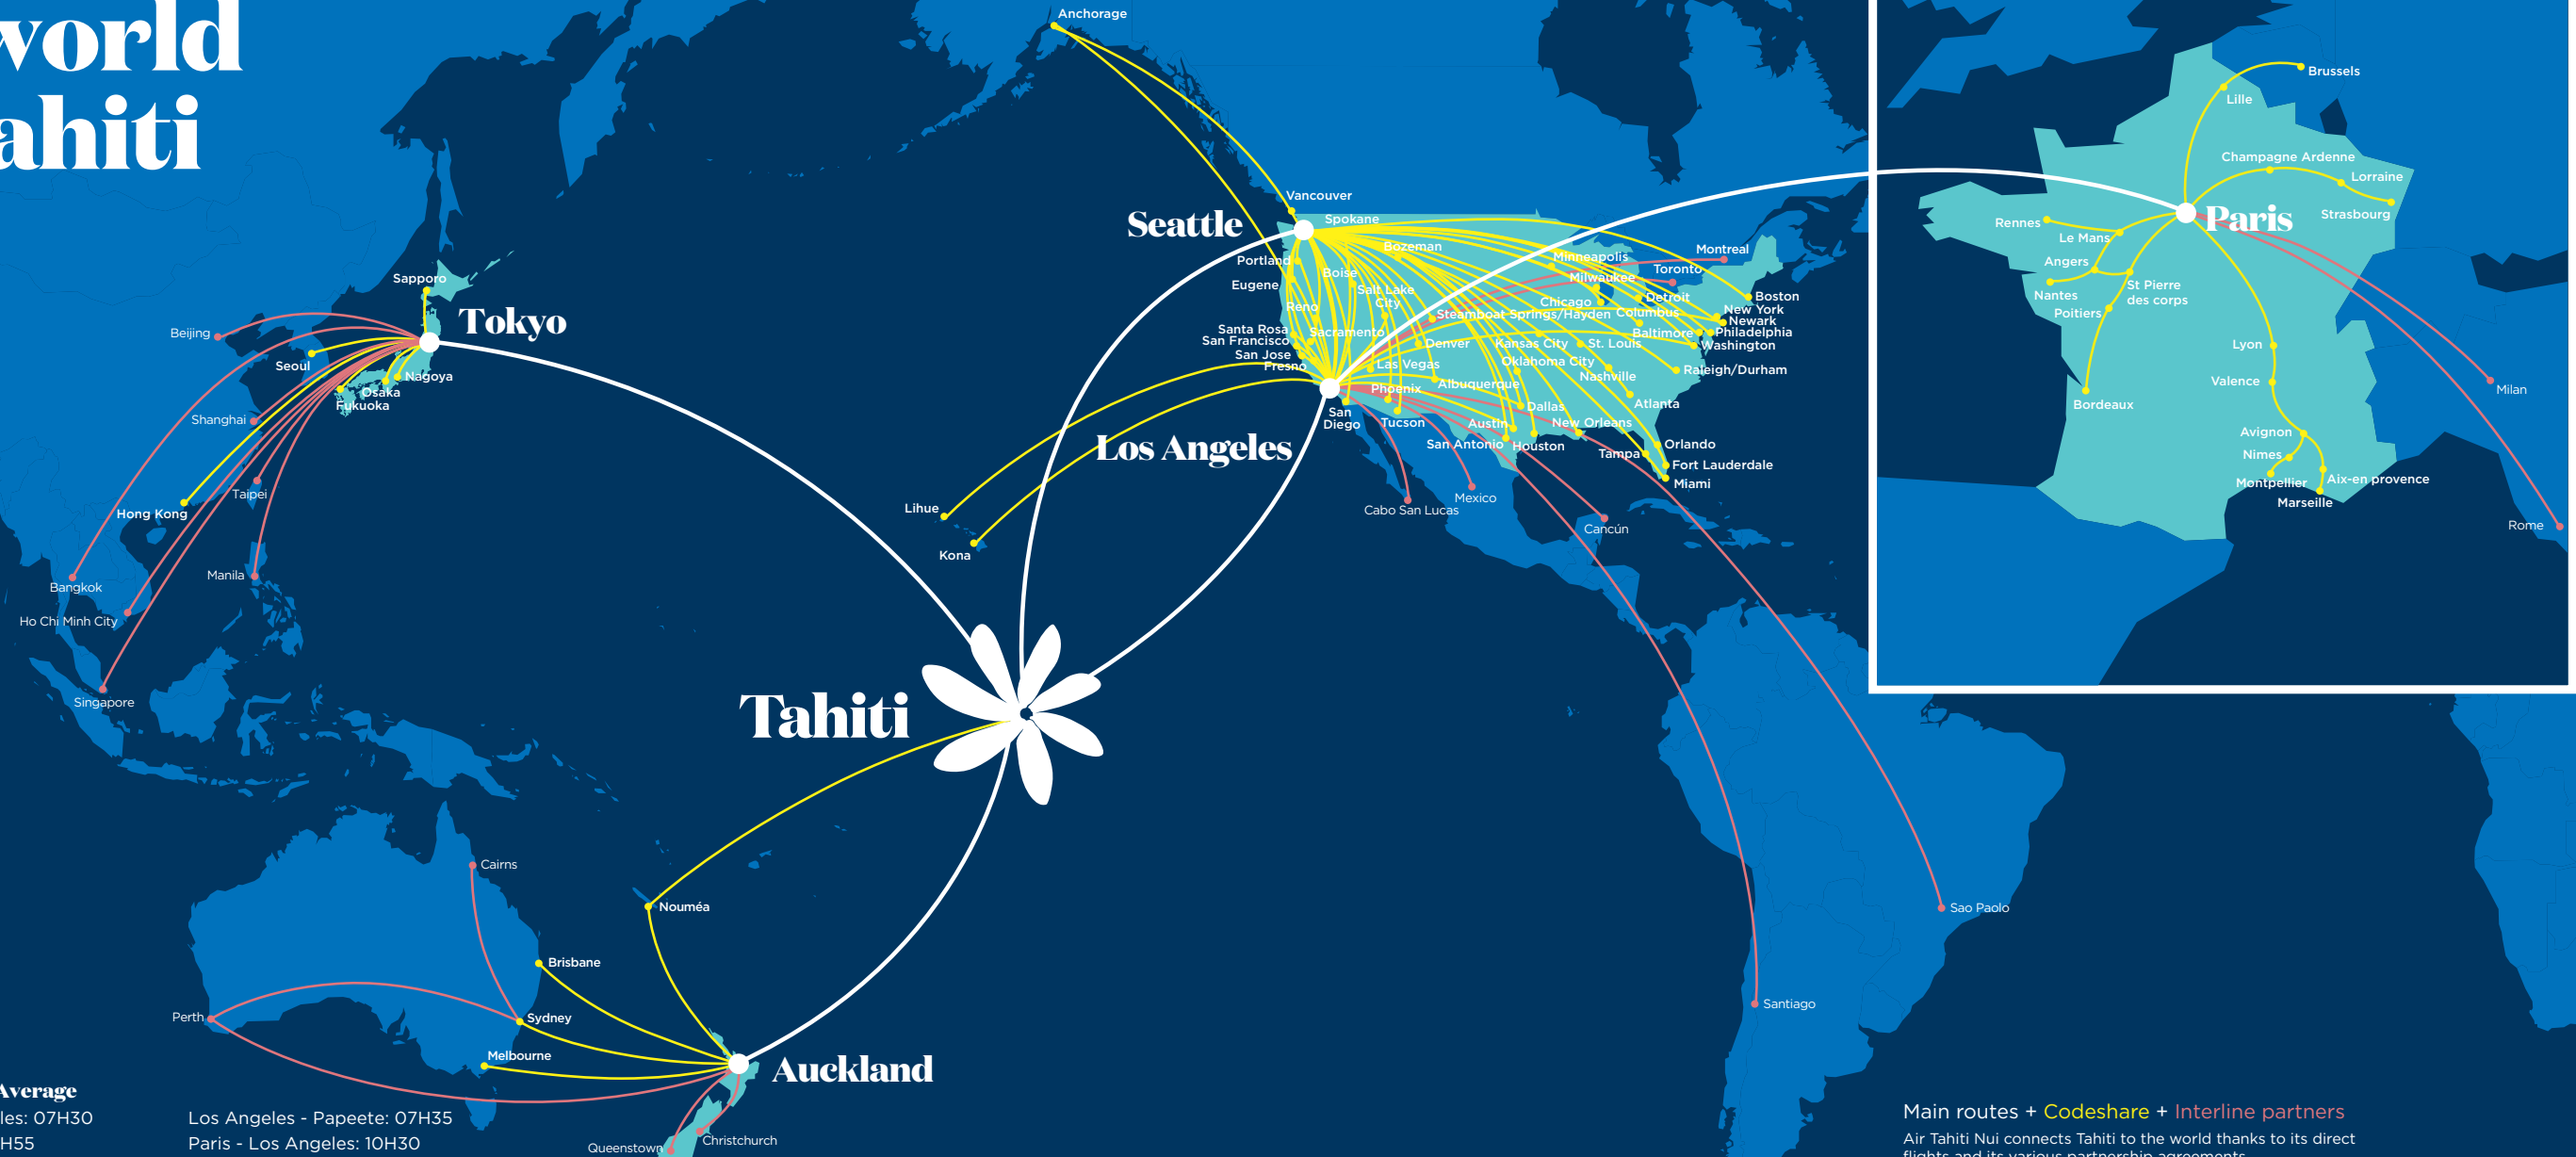 world
ahiti
Anchorage
Vancouver
Seattle
Spokane
Bozeman
Portland
Boise
Minneapolis
Montreal
Toronto
Milwaukee
Eugene
Salt Lake
City
Reno
Chicago
Detroit
Boston
Steamboat Springs/Hayden
Columbus
New York
Newark
Santa Rosa
Sacramento
Baltimore
Philadelphia
San Francisco
Denver
Kansas City
St. Louis
Washington
San Jose
Fresno
Las Vegas
Oklahoma City
Nashville
Raleigh/Durham
Phoenix
Albuquerque
Atlanta
Dallas
San
Diego
Tucson
Austin
New Orleans
Los Angeles
San Antonio
Houston
Orlando
Tampa
Fort Lauderdale
Miami
Cabo San Lucas
Mexico
Cancún
Lihue
Kona
Sapporo
Tokyo
Beijing
Seoul
Nagoya
Osaka
Fukuoka
Shanghai
Taipei
Hong Kong
Manila
Bangkok
Ho Chi Minh City
Singapore
Tahiti
Cairns
Nouméa
Brisbane
Perth
Sydney
Melbourne
Auckland
Queenstown
Christchurch
Sao Paolo
Santiago
Brussels
Lille
Champagne Ardenne
Lorraine
Strasbourg
Paris
Rennes
Le Mans
Angers
Nantes
St Pierre
des corps
Poitiers
Lyon
Valence
Bordeaux
Milan
Avignon
Nimes
Montpellier
Aix-en provence
Marseille
Rome
Average
les: 07H30
H55
Los Angeles - Papeete: 07H35
Paris - Los Angeles: 10H30
Main routes + Codeshare + Interline partners
Air Tahiti Nui connects Tahiti to the world thanks to its direct
flights and its various partnership agreements